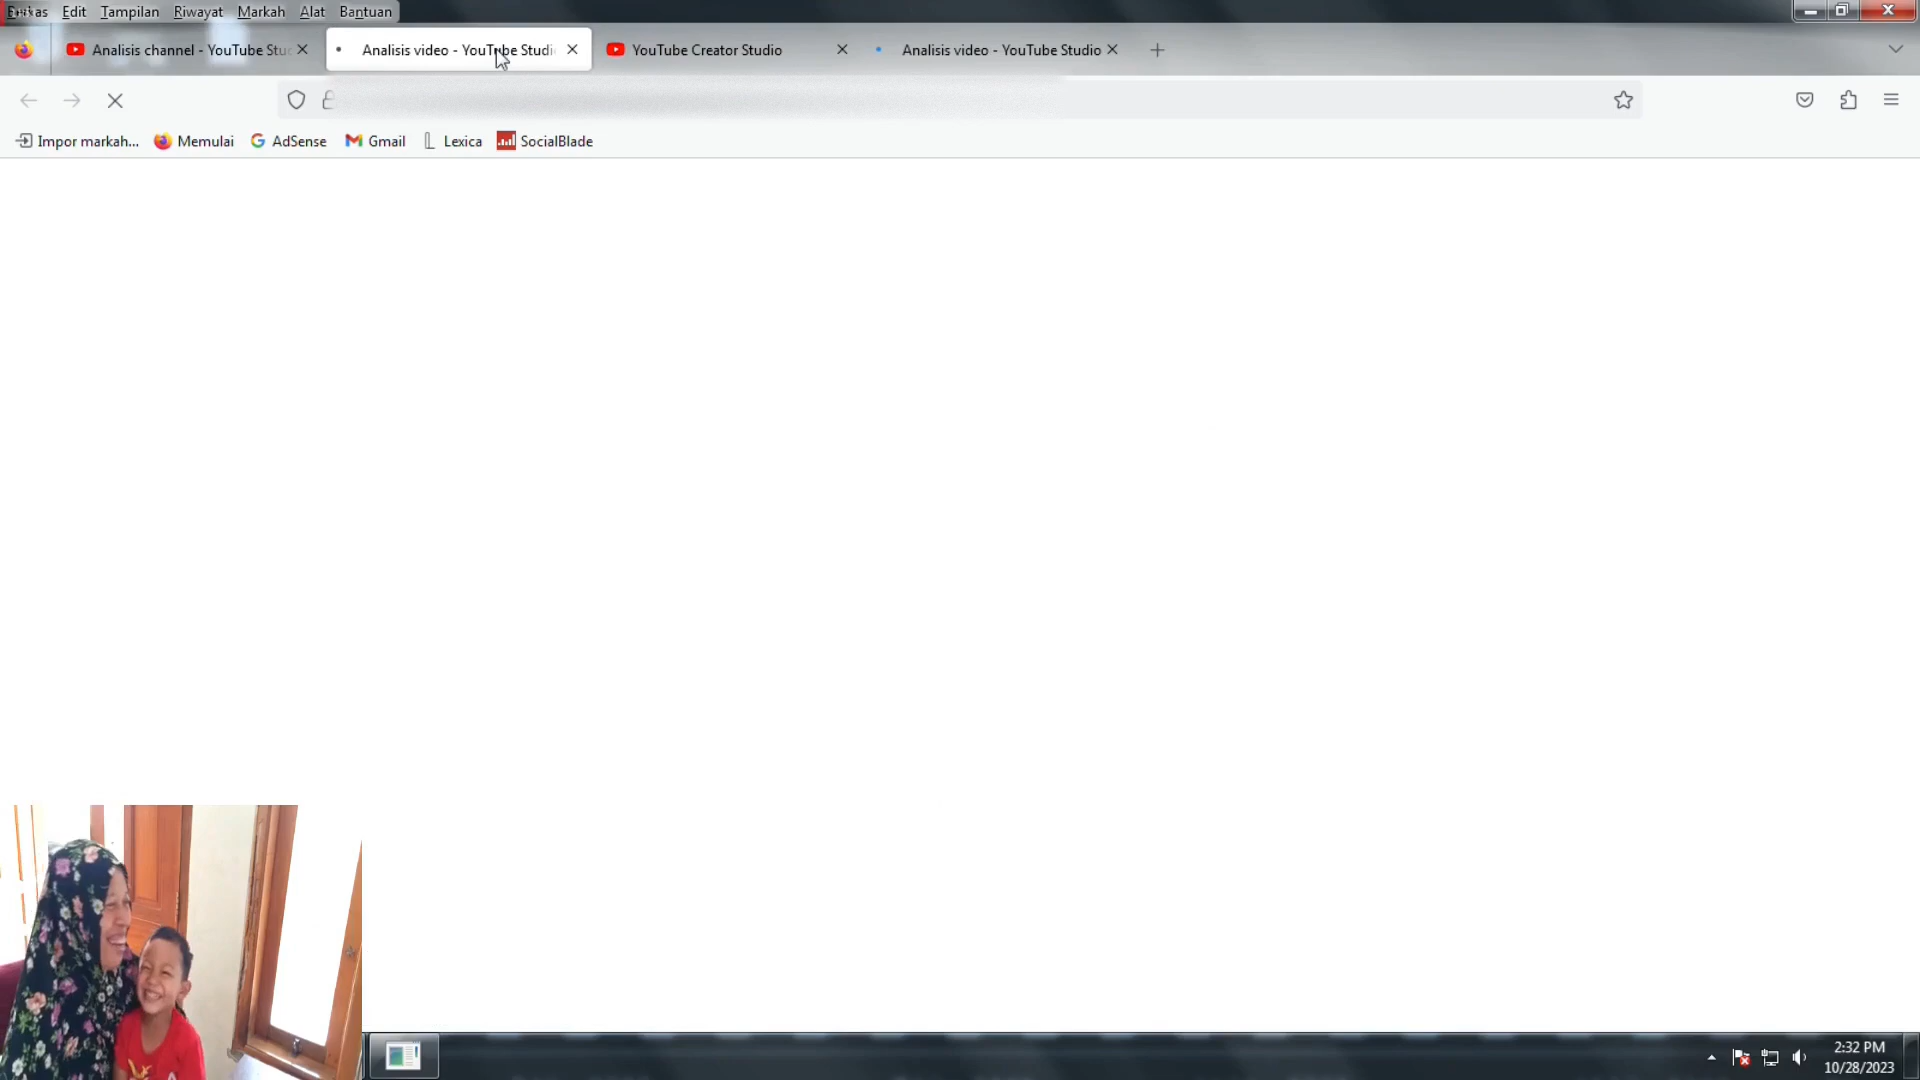 Berkas Edit Tampilan Riwayat Markah Alat Bantuan
Analisis channel - YouTube Stu
Analisis video - YouTube Studi
YouTube Creator Studio
Analisis video - YouTube Studio
Impor markah... Memulai AdSense Gmail Lexica SocialBlade
2:32 PM
10/28/2023